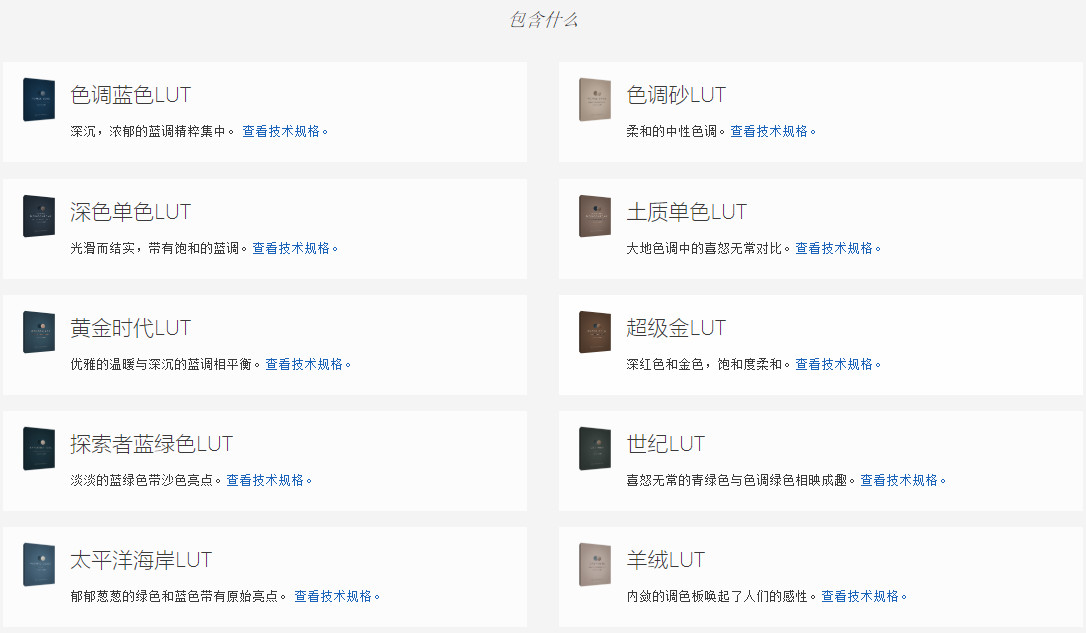 包含什么
色调蓝色LUT
深沉，浓郁的蓝调精粹集中。 查看技术规格。
色调砂LUT
柔和的中性色调。查看技术规格。
深色单色LUT
光滑而结实，带有饱和的蓝调。查看技术规格。
土质单色LUT
大地色调中的喜怒无常对比。查看技术规格。
黄金时代LUT
优雅的温暖与深沉的蓝调相平衡。查看技术规格。
超级金LUT
深红色和金色，饱和度柔和。查看技术规格。
探索者蓝绿色LUT
淡淡的蓝绿色带沙色亮点。查看技术规格。
世纪LUT
喜怒无常的青绿色与色调绿色相映成趣。查看技术规格。
太平洋海岸LUT
郁郁葱葱的绿色和蓝色带有原始亮点。 查看技术规格。
羊绒LUT
内敛的调色板唤起了人们的感性。查看技术规格。